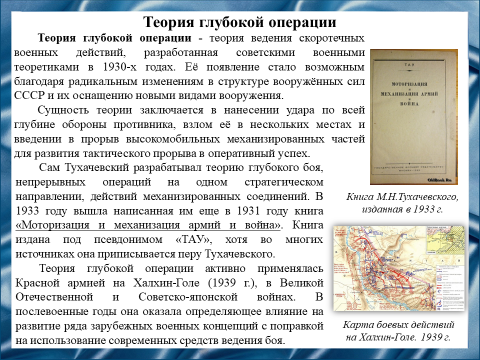 Теория глубокой операции
Теория глубокой операции - теория ведения скоротечных
военных действий, разработанная советскими военными
теоретиками в 1930-х годах. Её появление стало возможным
благодаря радикальным изменениям в структуре вооружённых сил
СССР и их оснащению новыми видами вооружения.
Сущность теории заключается в нанесении удара по всей
глубине обороны противника, взлом её в нескольких местах и
введении в прорыв высокомобильных механизированных частей
для развития тактического прорыва в оперативный успех.
Сам Тухачевский разрабатывал теорию глубокого боя,
непрерывных операций на одном стратегическом
направлении, действий механизированных соединений. В
1933 году вышла написанная им еще в 1931 году книга
«Моторизация и механизация армий и война». Книга
издана под псевдонимом «ТАУ», хотя во многих
источниках она приписывается перу Тухачевского.
Теория глубокой операции активно применялась
Красной армией на Халхин-Голе (1939 г.), в Великой
Отечественной и Советско-японской войнах. В
послевоенные годы она оказала определяющее влияние на
развитие ряда зарубежных военных концепций с поправкой
на использование современных средств ведения боя.
ТАУ
МОТОРИЗАЦИЯ
И
МЕХАНИЗАЦИЯ АРМИЙ
И
ВОЙНА
Книга М.Н.Тухачевского,
изданная в 1933 г.
Карта боевых действий
на Халхин-Голе. 1939 г.